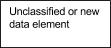 Unclassified or new
data element